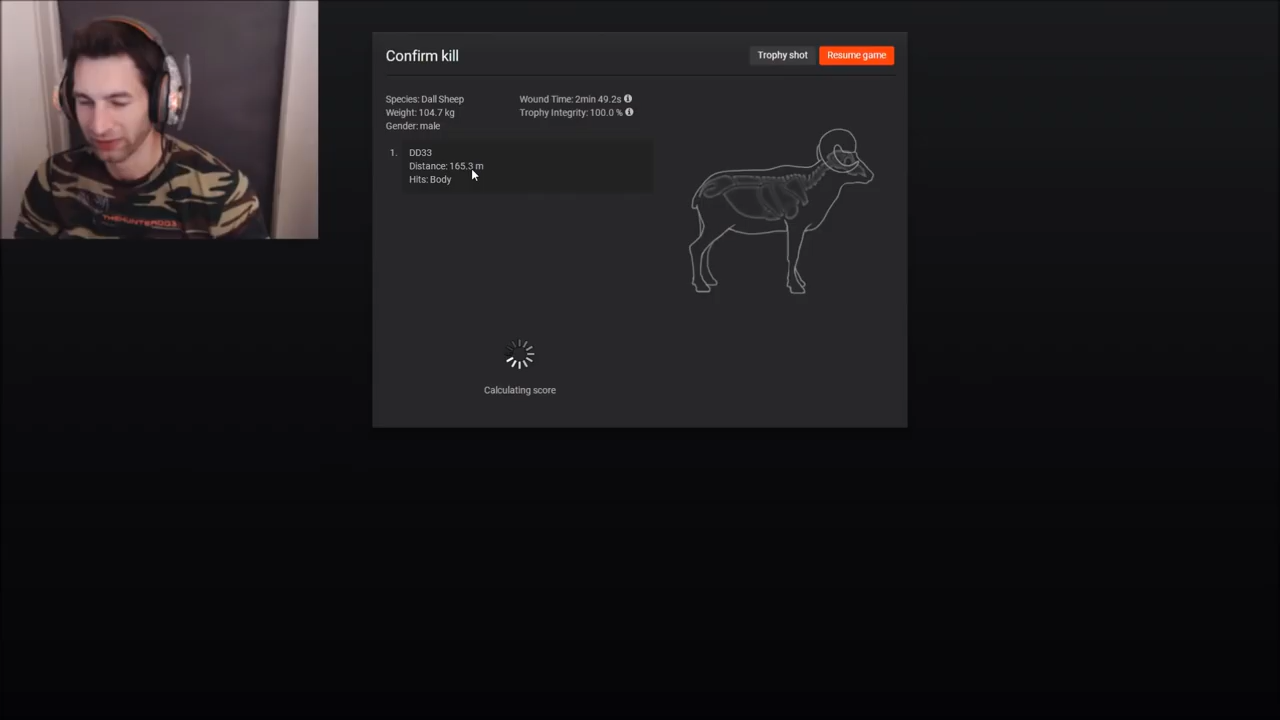 Confirm kill
Trophy shot
Resume game
Species: Dall Sheep
Weight: 104.7 kg
Gender: male
Wound Time: 2min 49.2s
Trophy Integrity: 100.0 %
1.
DD33
Distance: 165.3 m
Hits: Body
Calculating score